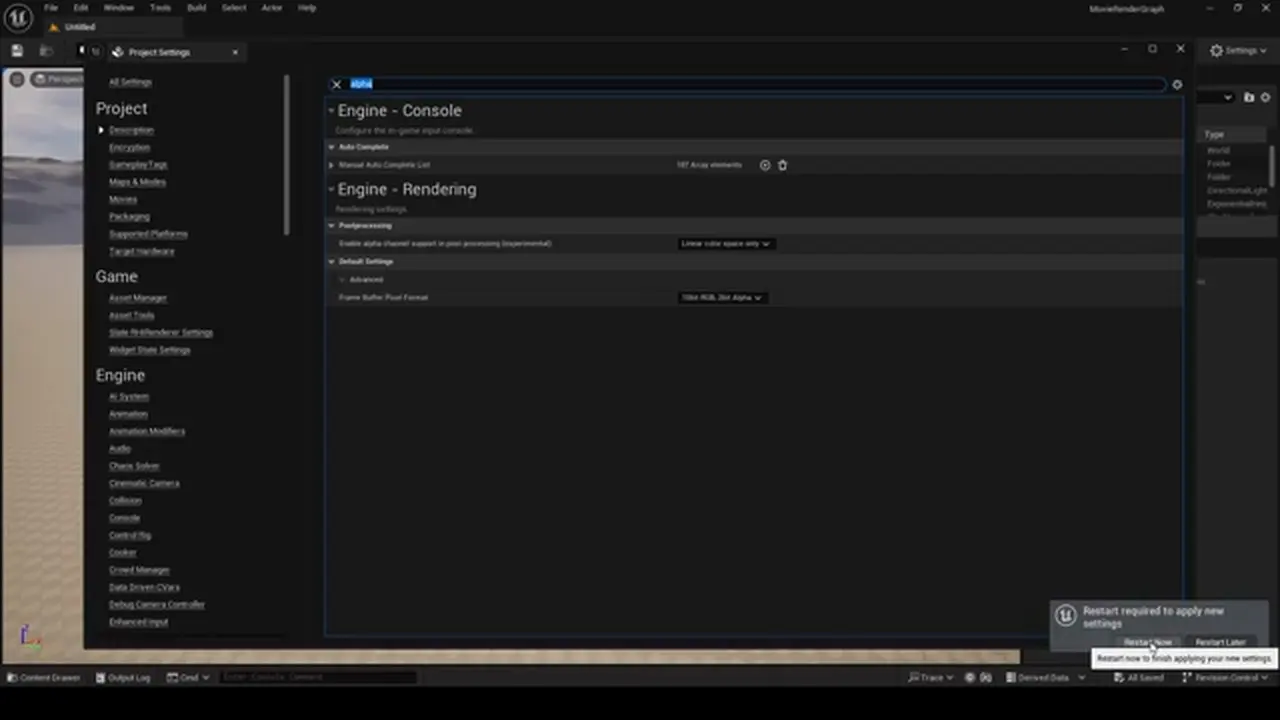 File Edit Window Tools Build Select Actor Help
MovieRenderGraph
Untitled
Project Settings
Settings
Perspect
All Settings
alpha
Project
Engine - Console
Description
Configure the in-game input console.
Type
Encryption
Auto Complete
World
GameplayTags
Manual Auto Complete List
187 Array elements
Folder
Maps & Modes
Engine - Rendering
Folder
Movies
Rendering settings
DirectionalLight
Packaging
Postprocessing
Supported Platforms
Enable alpha channel support in post processing (experimental)
Linear color space only
Target Hardware
Default Settings
Game
Advanced
Asset Manager
Frame Buffer Pixel Format
10bit RGB, 2bit Alpha
Asset Tools
Slate RHIRenderer Settings
Widget State Settings
Engine
AI System
Animation
Animation Modifiers
Audio
Chaos Solver
Cinematic Camera
Collision
Console
Control Rig
Cooker
Crowd Manager
Data Driven CVars
Debug Camera Controller
Enhanced Input
Restart required to apply new
settings
Restart Now Restart Later
Restart now to finish applying your new settings.
Content Drawer Output Log Cmd Enter Console Command Trace Derived Data All Saved Revision Control